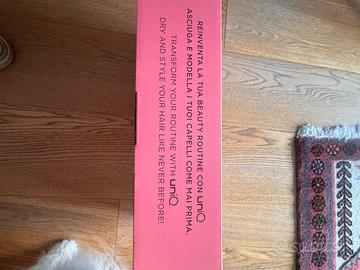 REINVENTA LA TUA BEAUTY ROUTINE CON uniQ
ASCIUGA E MODELLA I TUOI CAPELLI COME MAI PRIMA.
TRANSFORM YOUR ROUTINE WITH uniQ
DRY AND STYLE YOUR HAIR LIKE NEVER BEFORE!
subito